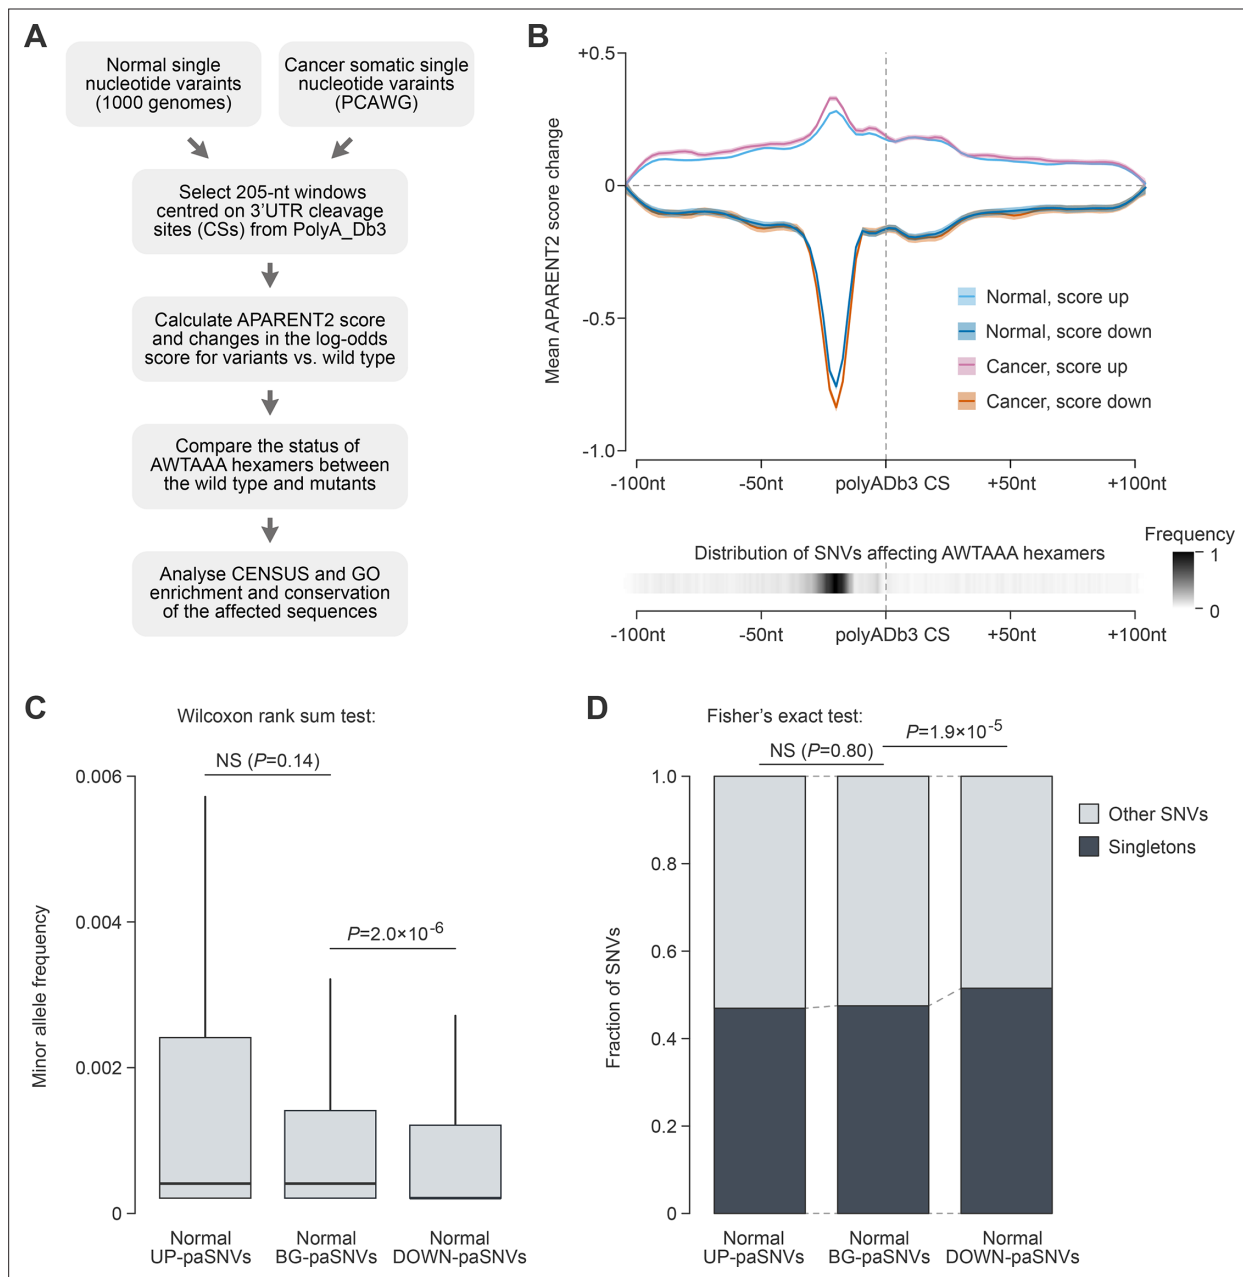 A
Normal single
nucleotide varaints
(1000 genomes)
Cancer somatic single
nucleotide varaints
(PCAWG)
Select 205-nt windows
centred on 3'UTR cleavage
sites (CSs) from PolyA_Db3
Calculate APARENT2 score
and changes in the log-odds
score for variants vs. wild type
Compare the status of
AWTAAA hexamers between
the wild type and mutants
Analyse CENSUS and GO
enrichment and conservation
of the affected sequences
B
Mean APARENT2 score change
+0.5
0
-0.5
-1.0
Normal, score up
Normal, score down
Cancer, score up
Cancer, score down
-100nt
-50nt
polyADb3 CS
+50nt
+100nt
Distribution of SNVs affecting AWTAAA hexamers
Frequency
1
0
-100nt
-50nt
polyADb3 CS
+50nt
+100nt
C
Wilcoxon rank sum test:
NS (P=0.14)
P=2.0×10-6
Minor allele frequency
0.006
0.004
0.002
0
Normal
UP-paSNVs
Normal
BG-paSNVs
Normal
DOWN-paSNVs
D
Fisher's exact test:
NS (P=0.80)
P=1.9×10-5
Fraction of SNVs
1.0
0.8
0.6
0.4
0.2
0
Other SNVs
Singletons
Normal
UP-paSNVs
Normal
BG-paSNVs
Normal
DOWN-paSNVs